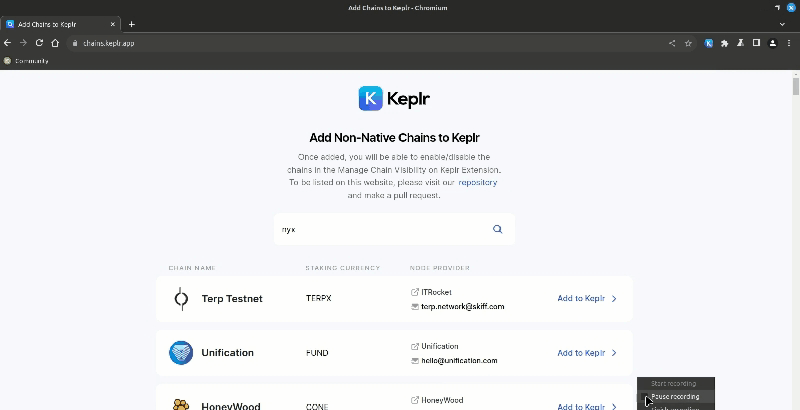 Add Chains to Keplr - Chromium
Add Chains to Keplr
chains.keplr.app
Community
Keplr
Add Non-Native Chains to Keplr
Once added, you will be able to enable/disable the
chains in the Manage Chain Visibility on Keplr Extension.
To be listed on this website, please visit our repository
and make a pull request.
nyx
CHAIN NAME STAKING CURRENCY NODE PROVIDER
Terp Testnet TERPX ITRocket terp.network@skiff.com Add to Keplr
Unification FUND Unification hello@unification.com Add to Keplr
HoneyWood CONE HoneyWood Add to Keplr
Start recording
Pause recording